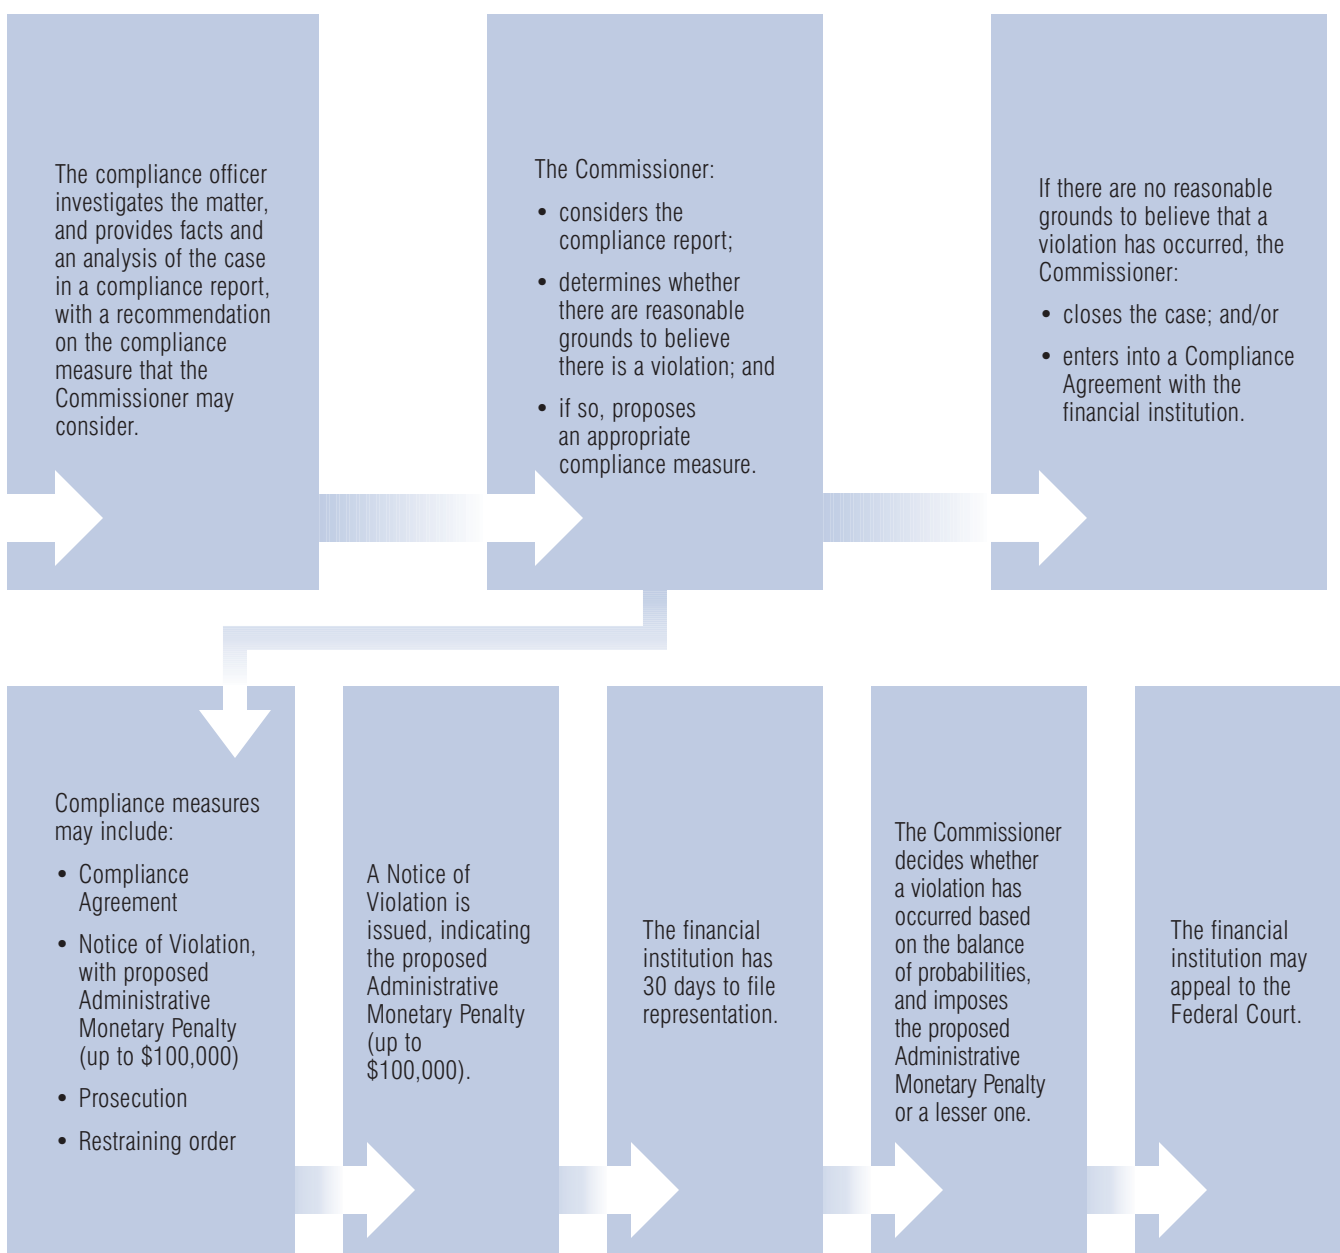 The compliance officer
investigates the matter,
and provides facts and
an analysis of the case
in a compliance report,
with a recommendation
on the compliance
measure that the
Commissioner may
consider.
The Commissioner:
• considers the
compliance report;
• determines whether
there are reasonable
grounds to believe
there is a violation; and
• if so, proposes
an appropriate
compliance measure.
If there are no reasonable
grounds to believe that a
violation has occurred, the
Commissioner:
• closes the case; and/or
• enters into a Compliance
Agreement with the
financial institution.
Compliance measures
may include:
• Compliance
Agreement
• Notice of Violation,
with proposed
Administrative
Monetary Penalty
(up to $100,000)
• Prosecution
• Restraining order
A Notice of
Violation is
issued, indicating
the proposed
Administrative
Monetary Penalty
(up to
$100,000).
The financial
institution has
30 days to file
representation.
The Commissioner
decides whether
a violation has
occurred based
on the balance
of probabilities,
and imposes
the proposed
Administrative
Monetary Penalty
or a lesser one.
The financial
institution may
appeal to the
Federal Court.